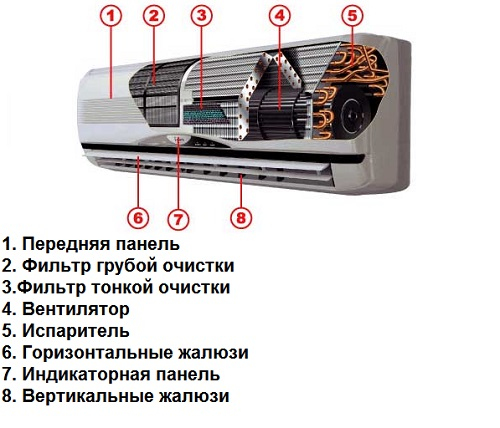 1 2 3 4 5
6 7 8
1. Передняя панель
2. Фильтр грубой очистки
3.Фильтр тонкой очистки
4. Вентилятор
5. Испаритель
6. Горизонтальные жалюзи
7. Индикаторная панель
8. Вертикальные жалюзи